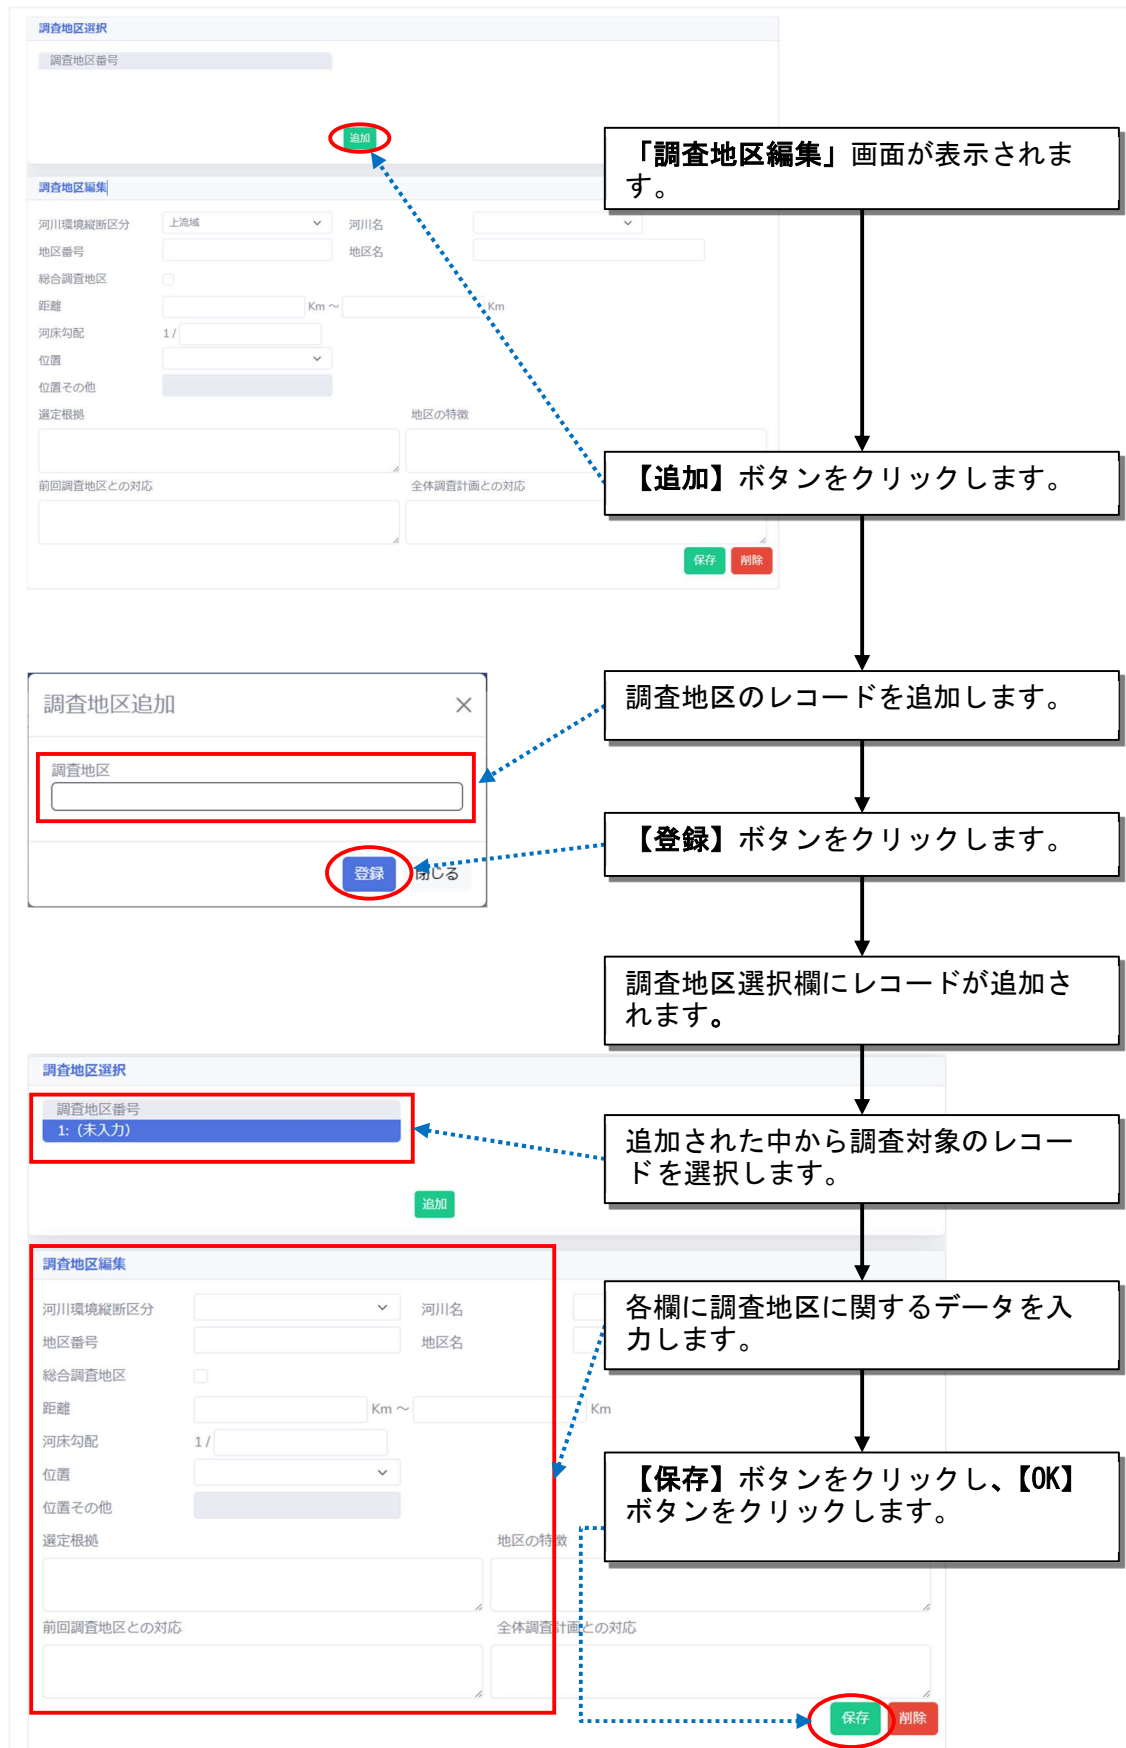 調査地区選択
調査地区番号
追加
「調査地区編集」画面が表示されま
す。
調査地区編集
河川環境縦断区分 上流域 河川名
地区番号 地区名
総合調査地区
距離 Km ～ Km
河床勾配 1 /
位置
位置その他
選定根拠 地区の特徴
【追加】ボタンをクリックします。
前回調査地区との対応 全体調査計画との対応
保存 削除
調査地区追加
調査地区のレコードを追加します。
調査地区
【登録】ボタンをクリックします。
登録 閉じる
調査地区選択欄にレコードが追加さ
れます。
調査地区選択
調査地区番号
1:（未入力）
追加された中から調査対象のレコー
ドを選択します。
追加
調査地区編集
河川環境縦断区分 河川名
各欄に調査地区に関するデータを入
力します。
地区番号 地区名
総合調査地区
距離 Km ～ Km
河床勾配 1 /
位置
【保存】ボタンをクリックし、【OK】
ボタンをクリックします。
位置その他
選定根拠 地区の特徴
前回調査地区との対応 全体調査計画との対応
保存 削除